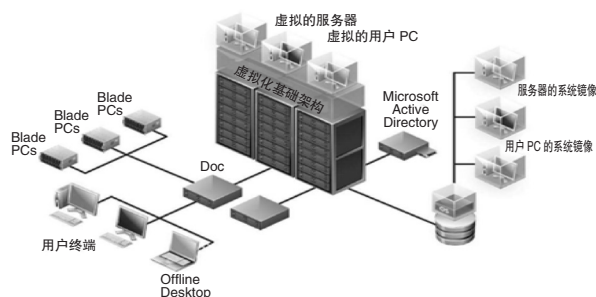 虚拟的服务器
虚拟的用户 PC
虚拟化基础架构
Blade
PCs
Blade
PCs
Blade
PCs
Microsoft
Active
Directory
服务器的系统镜像
用户 PC 的系统镜像
Doc
用户终端
Offline
Desktop